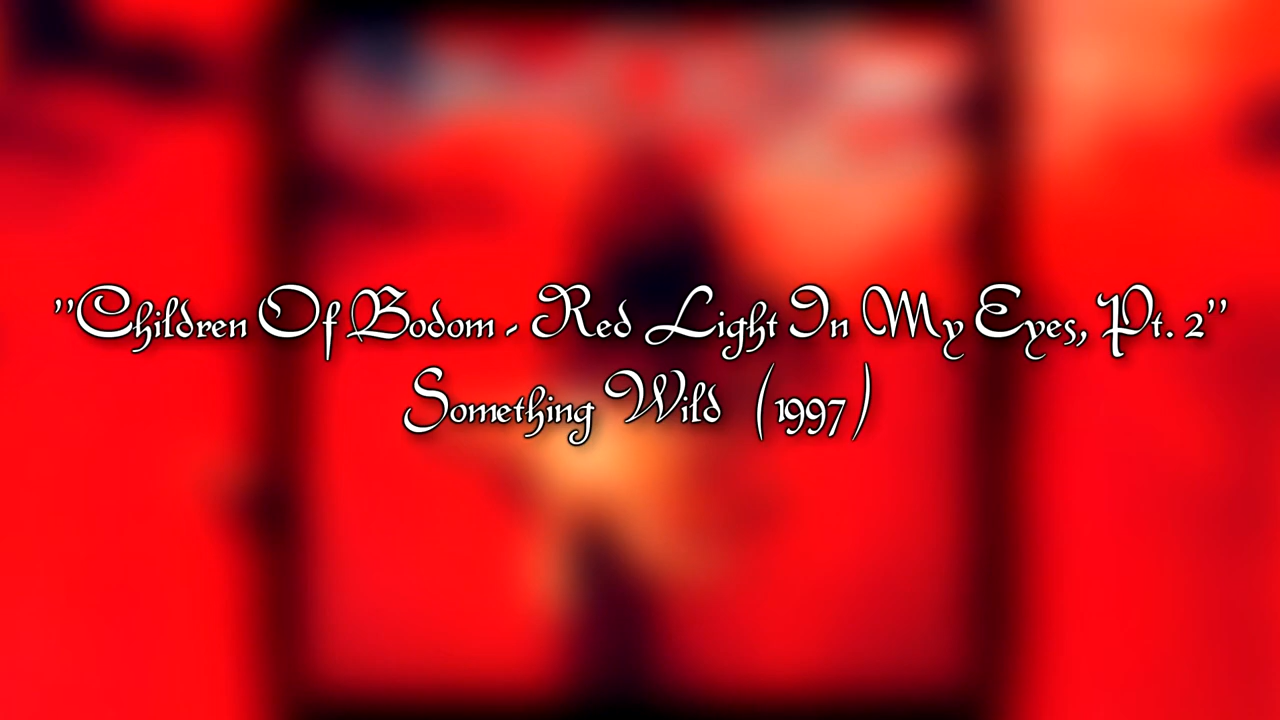 "Children Of Bodom - Red Light In My Eyes, Pt. 2"
Something Wild (1997)